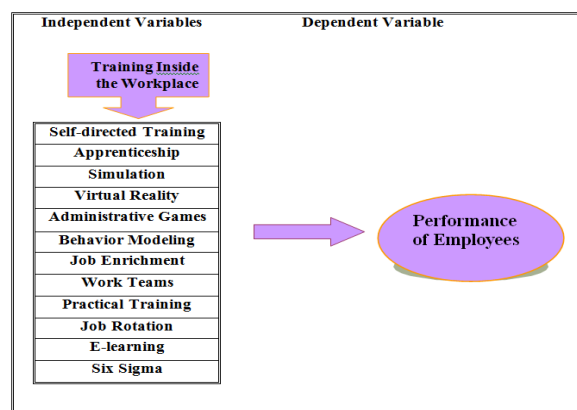 Independent Variables
Dependent Variable
Training Inside
the Workplace
Self-directed Training
Apprenticeship
Simulation
Virtual Reality
Administrative Games
Behavior Modeling
Job Enrichment
Work Teams
Practical Training
Job Rotation
E-learning
Six Sigma
Performance
of Employees